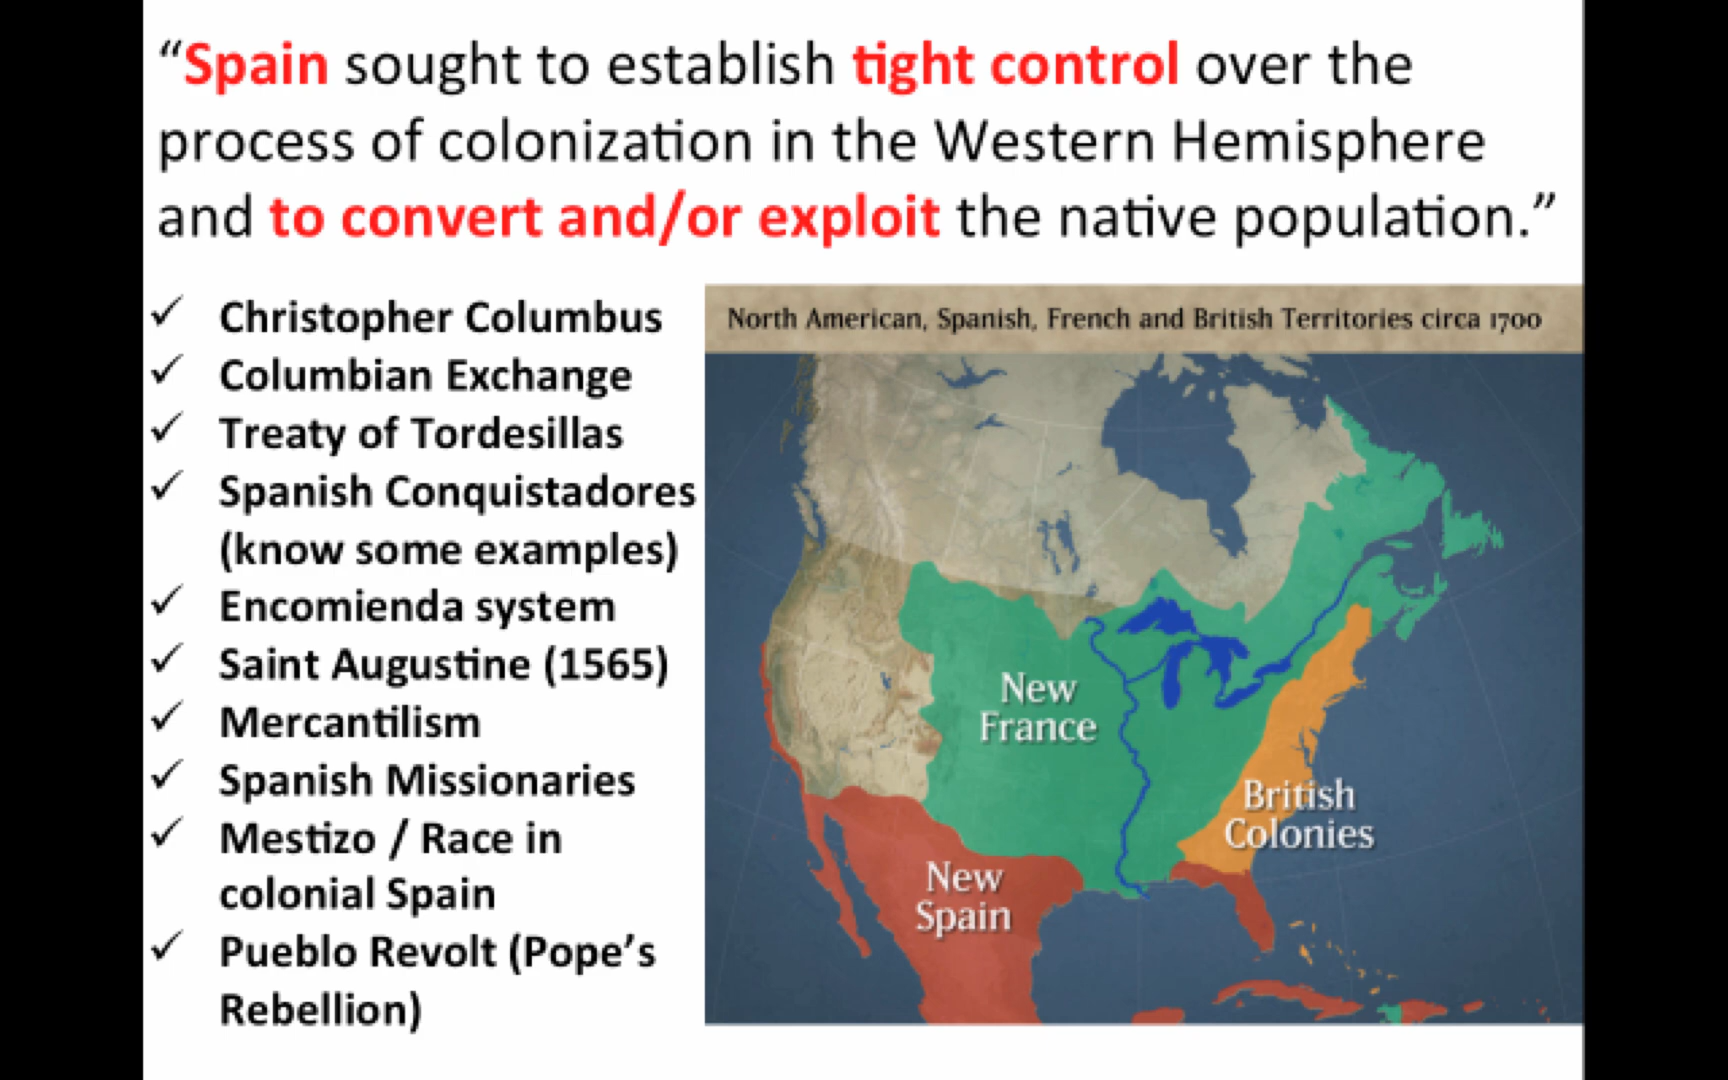 “Spain sought to establish tight control over the
process of colonization in the Western Hemisphere
and to convert and/or exploit the native population.”
✓ Christopher Columbus
✓ Columbian Exchange
✓ Treaty of Tordesillas
✓ Spanish Conquistadores
(know some examples)
✓ Encomienda system
✓ Saint Augustine (1565)
✓ Mercantilism
✓ Spanish Missionaries
✓ Mestizo / Race in
colonial Spain
✓ Pueblo Revolt (Pope’s
Rebellion)
North American, Spanish, French and British Territories circa 1700
New
France
British
Colonies
New
Spain